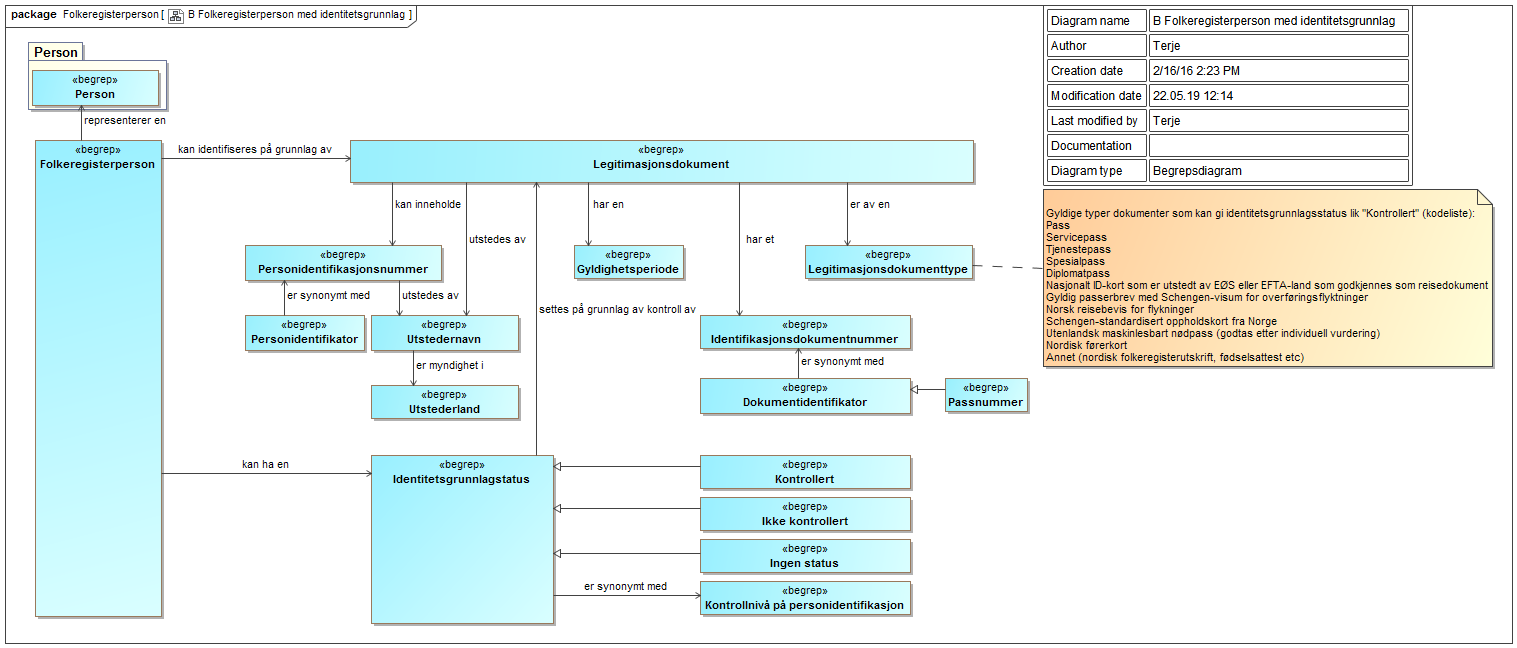 package Folkeregisterperson [ B Folkeregisterperson med identitetsgrunnlag ]
Diagram name B Folkeregisterperson med identitetsgrunnlag
Author Terje
Creation date 2/16/16 2:23 PM
Modification date 22.05.19 12:14
Last modified by Terje
Documentation
Diagram type Begrepsdiagram
Person
«begrep»
Person
representerer en
«begrep»
Folkeregisterperson
kan identifiseres på grunnlag av
«begrep»
Legitimasjonsdokument
kan inneholde
utstedes av
har en
har et
er av en
«begrep»
Personidentifikasjonsnummer
«begrep»
Gyldighetsperiode
«begrep»
Legitimasjonsdokumenttype
er synonymt med
utstedes av
settes på grunnlag av kontroll av
«begrep»
Personidentifikator
«begrep»
Utstedernavn
«begrep»
Identifikasjonsdokumentnummer
er myndighet i
er synonymt med
«begrep»
Utstederland
«begrep»
Dokumentidentifikator
«begrep»
Passnummer
Gyldige typer dokumenter som kan gi identitetsgrunnlagsstatus lik "Kontrollert" (kodeliste):
Pass
Servicepass
Tjenestepass
Spesialpass
Diplomatpass
Nasjonalt ID-kort som er utstedt av EØS eller EFTA-land som godkjennes som reisedokument
Gyldig passerbrev med Schengen-visum for overføringsflyktninger
Norsk reisebevis for flykninger
Schengen-standardisert oppholdskort fra Norge
Utenlandsk maskinlesbart nødpass (godtas etter individuell vurdering)
Nordisk førerkort
Annet (nordisk folkeregisterutskrift, fødselsattest etc)
kan ha en
«begrep»
Identitetsgrunnlagstatus
«begrep»
Kontrollert
«begrep»
Ikke kontrollert
«begrep»
Ingen status
er synonymt med
«begrep»
Kontrollnivå på personidentifikasjon